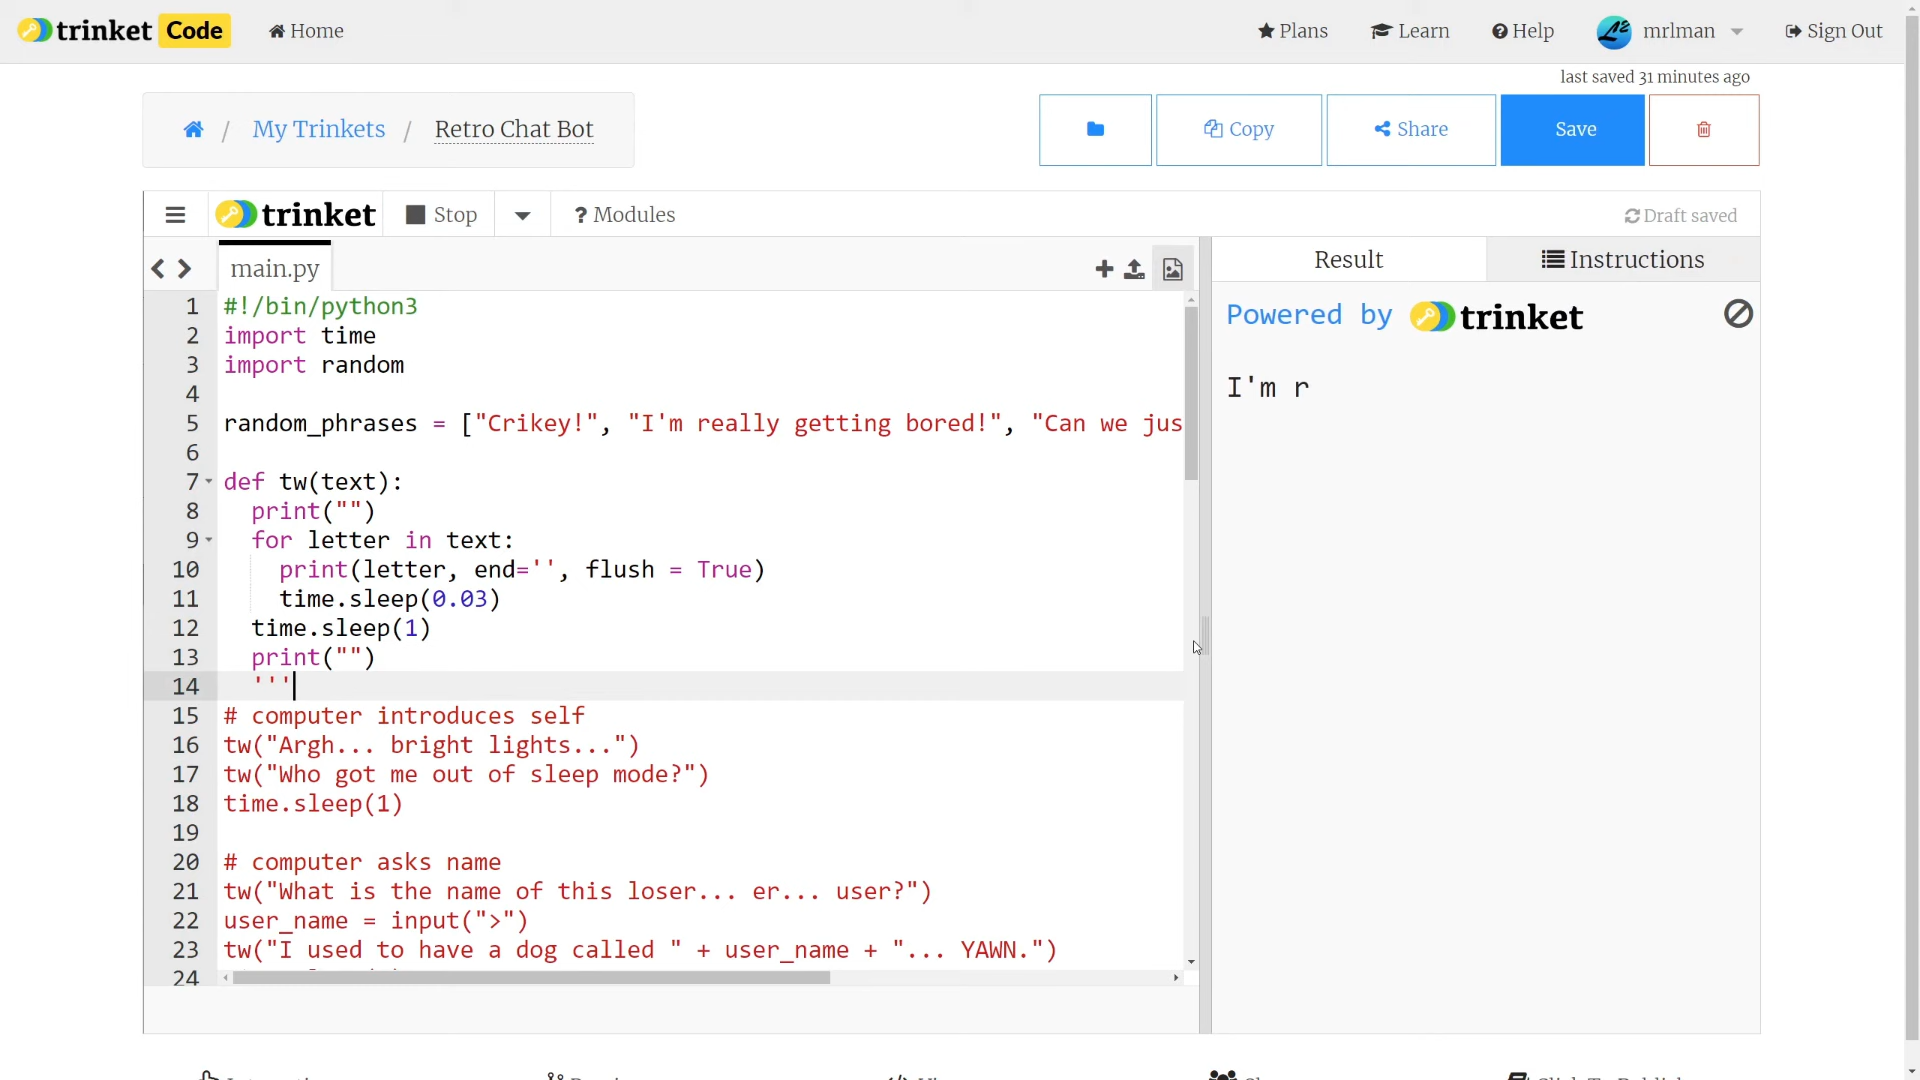 trinket Code Home Plans Learn Help mrlman Sign Out
last saved 31 minutes ago
/ My Trinkets / Retro Chat Bot Copy Share Save
trinket Stop ? Modules Draft saved
main.py Result Instructions
Powered by trinket
I'm r
1 #!/bin/python3
2 import time
3 import random
4
5 random_phrases = ["Crikey!", "I'm really getting bored!", "Can we jus
6
7 def tw(text):
8 print("")
9 for letter in text:
10 print(letter, end='', flush = True)
11 time.sleep(0.03)
12 time.sleep(1)
13 print("")
14 '''
15 # computer introduces self
16 tw("Argh... bright lights...")
17 tw("Who got me out of sleep mode?")
18 time.sleep(1)
19
20 # computer asks name
21 tw("What is the name of this loser... er... user?")
22 user_name = input(">")
23 tw("I used to have a dog called " + user_name + "... YAWN.")
24